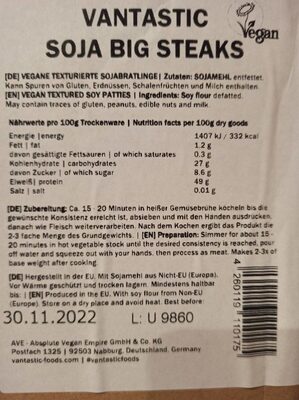 VANTASTIC
SOJA BIG STEAKS
Vegan
[DE] VEGANE TEXTURIERTE SOJABRATLINGE | Zutaten: SOJAMEHL entfettet.
Kann Spuren von Gluten, Erdnüssen, Schalenfrüchten und Milch enthalten.
[EN] VEGAN TEXTURED SOY PATTIES | Ingredients: Soy flour defatted.
May contain traces of gluten, peanuts, edible nuts and milk.
Nährwerte pro 100g Trockenware | Nutrition facts per 100g dry goods
Energie |energy 1407 kJ / 332 kcal
Fett | fat 1.2 g
davon gesättigte Fettsäuren | of which saturates 0.3 g
Kohlenhydrate | carbohydrates 27 g
davon Zucker | of which sugar 8.6 g
Eiweiß | protein 49 g
Salz | salt 0.01 g
[DE] Zubereitung: Ca. 15 - 20 Minuten in heißer Gemüsebrühe köcheln bis die
gewünschte Konsistenz erreicht ist, absieben und mit den Händen ausdrücken,
danach wie Fleisch weiterverarbeiten. Nach dem Kochen ergibt das Produkt die
2-3 fache Menge des Grundgewichts. | [EN] Preparation: Simmer for about 15 -
20 minutes in hot vegetable stock until the desired consistency is reached, pour
off water and squeeze out with your hands, then process as meat. Makes 2-3x of
base weight after cooking.
[DE] Hergestellt in der EU. Mit Sojamehl aus Nicht-EU (Europa).
Vor Wärme geschützt und trocken lagern. Mindestens haltbar
bis: | [EN] Produced in the EU. With soy flour from Non-EU
(Europe). Store on a dry place and avoid heat. Best before:
30.11.2022 L: U 9860
AVE - Absolute Vegan Empire GmbH & Co. KG
Postfach 1325 | 92503 Nabburg, Deutschland, Germany
vantastic-foods.com | #vantasticfoods